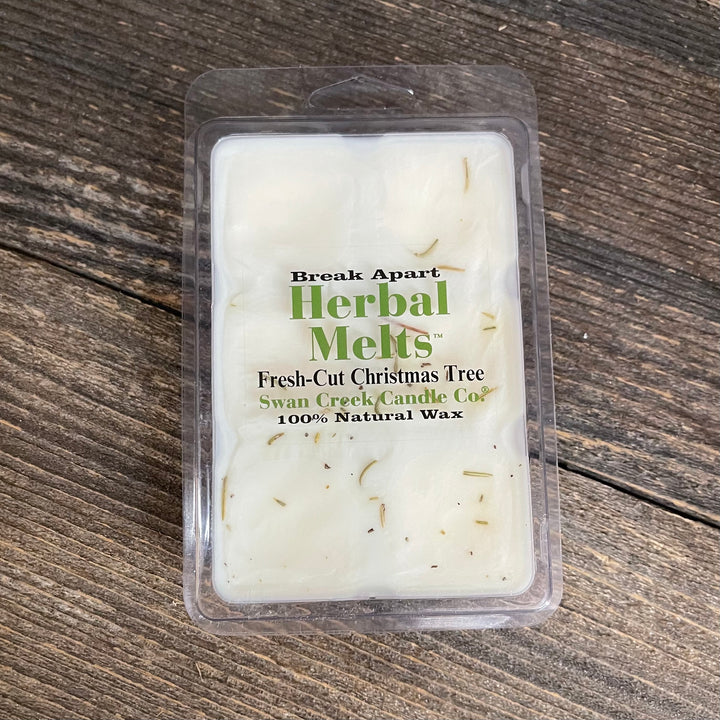 Break Apart
Herbal
Melts™
Fresh-Cut Christmas Tree
Swan Creek Candle Co.®
100% Natural Wax